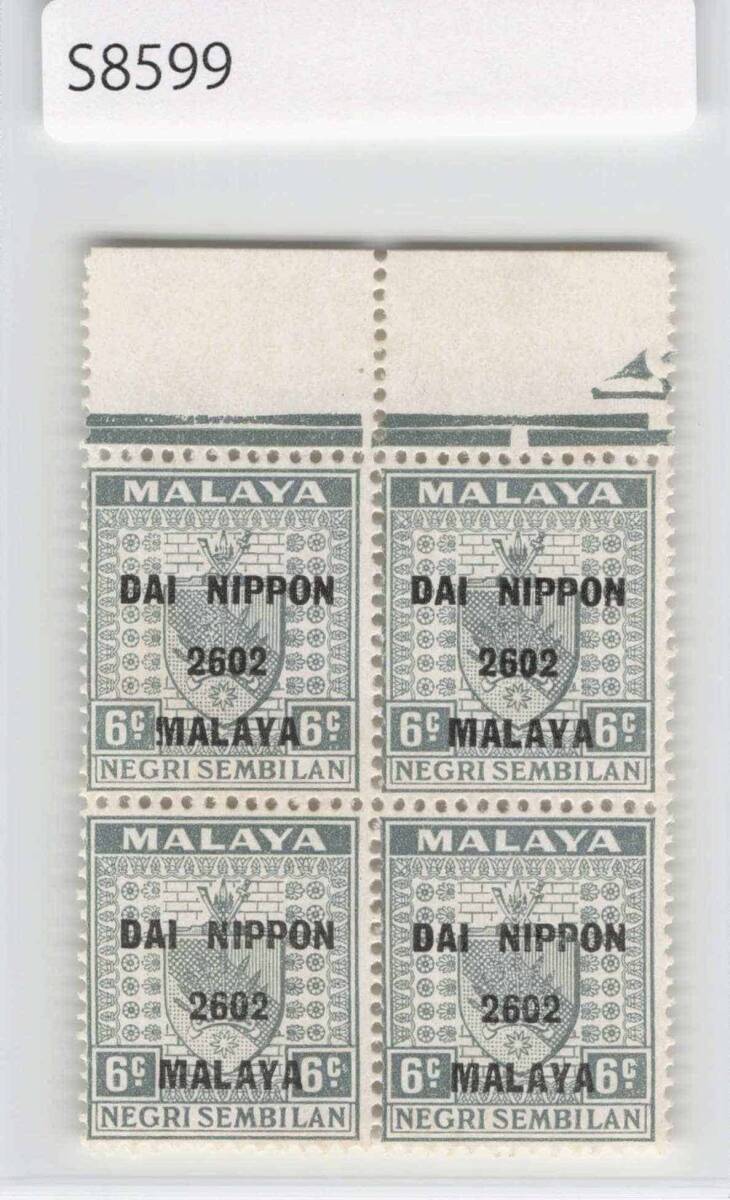 S8599
MALAYA MALAYA
DAI NIPPON DAI NIPPON
2602 2602
6c MALAYA 6c 6c MALAYA 6c
NEGRI SEMBILAN NEGRI SEMBILAN
MALAYA MALAYA
DAI NIPPON DAI NIPPON
2602 2602
6c MALAYA 6c 6c MALAYA 6c
NEGRI SEMBILAN NEGRI SEMBILAN